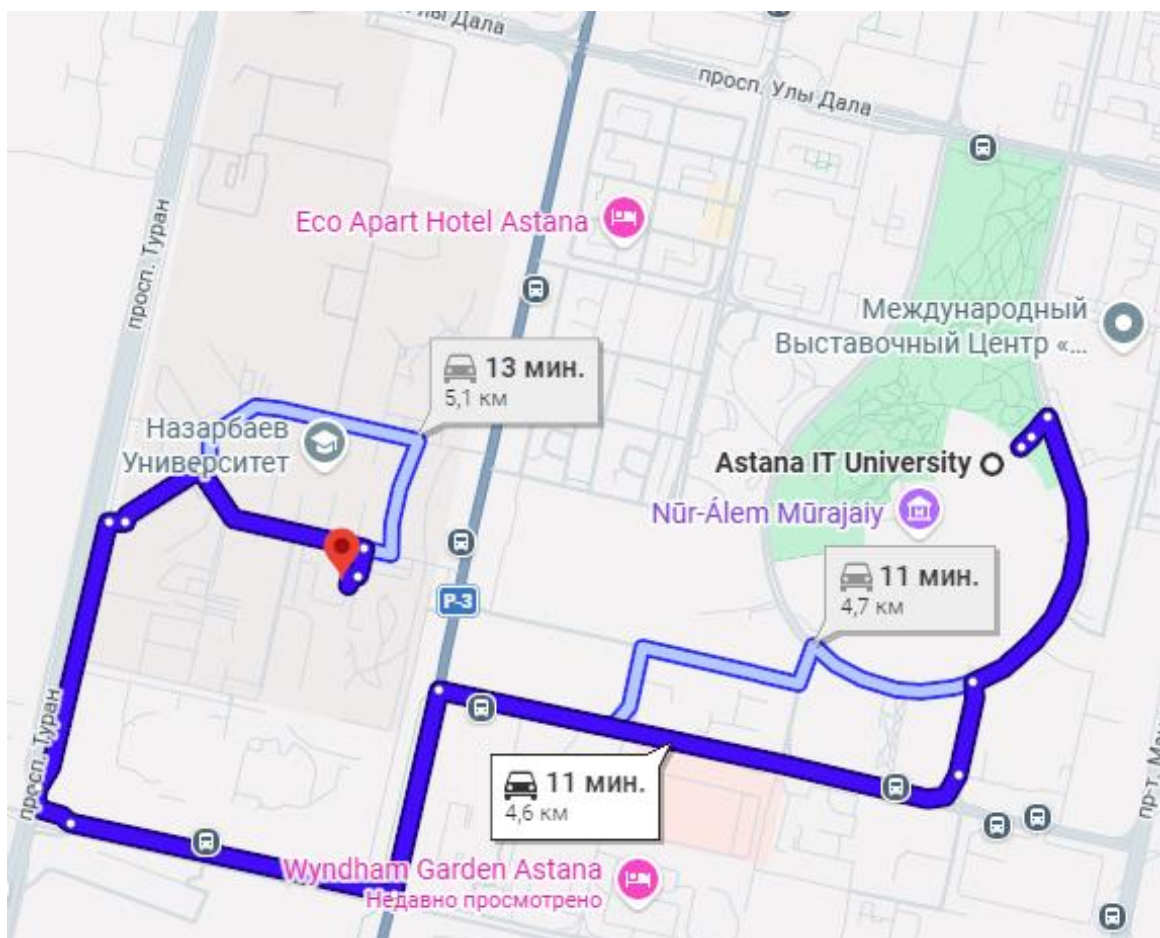 Улы Дала
просп. Улы Дала
просп. Туран
Eco Apart Hotel Astana
Международный
Выставочный Центр «...
13 мин.
5,1 км
Назарбаев
Университет
Astana IT University
Nūr-Álem Mūrajaiy
11 мин.
4,7 км
P-3
просп. Туран
11 мин.
4,6 км
Wyndham Garden Astana
Недавно просмотрено